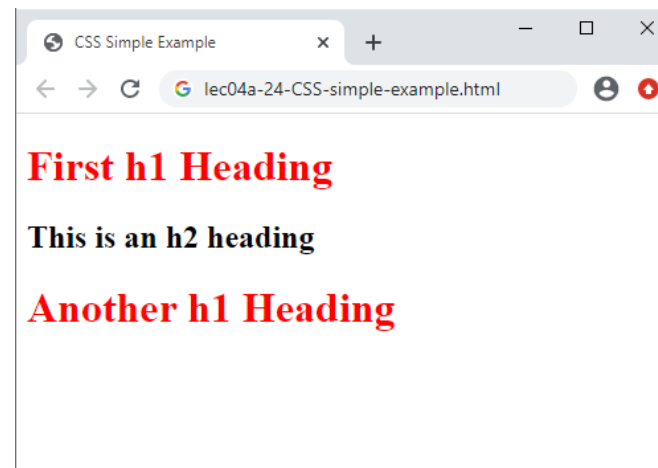 CSS Simple Example
lec04a-24-CSS-simple-example.html
First h1 Heading
This is an h2 heading
Another h1 Heading